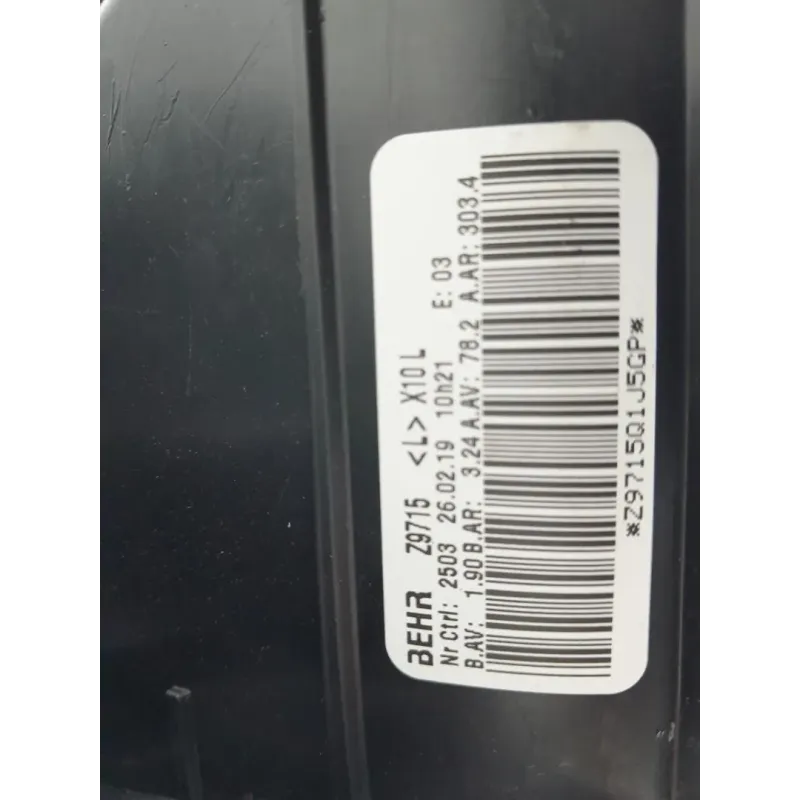 BEHR Z9715 <L> X10 L
Nr Ctrl: 2503 26.02.19 10h21 E: 03
B.AV: 1.90 B.AR: 3.24 A.AV: 78.2 A.AR: 303.4
*Z9715Q1J5GP*